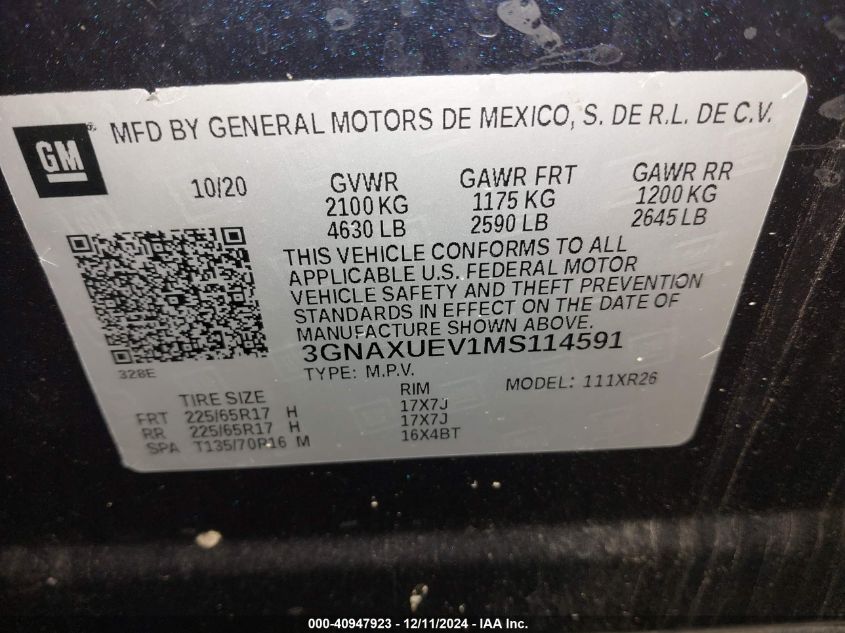 GM
MFD BY GENERAL MOTORS DE MEXICO, S. DE R.L. DE C.V.
10/20
GVWR GAWR FRT GAWR RR
2100 KG 1175 KG 1200 KG
4630 LB 2590 LB 2645 LB
THIS VEHICLE CONFORMS TO ALL
APPLICABLE U.S. FEDERAL MOTOR
VEHICLE SAFETY AND THEFT PREVENTION
STANDARDS IN EFFECT ON THE DATE OF
MANUFACTURE SHOWN ABOVE.
3GNAXUEV1MS114591
328E
TYPE: M.P.V. MODEL: 111XR26
TIRE SIZE RIM
FRT 225/65R17 H 17X7J
RR 225/65R17 H 17X7J
SPA T135/70R16 M 16X4BT
000-40947923 - 12/11/2024 - IAA Inc.